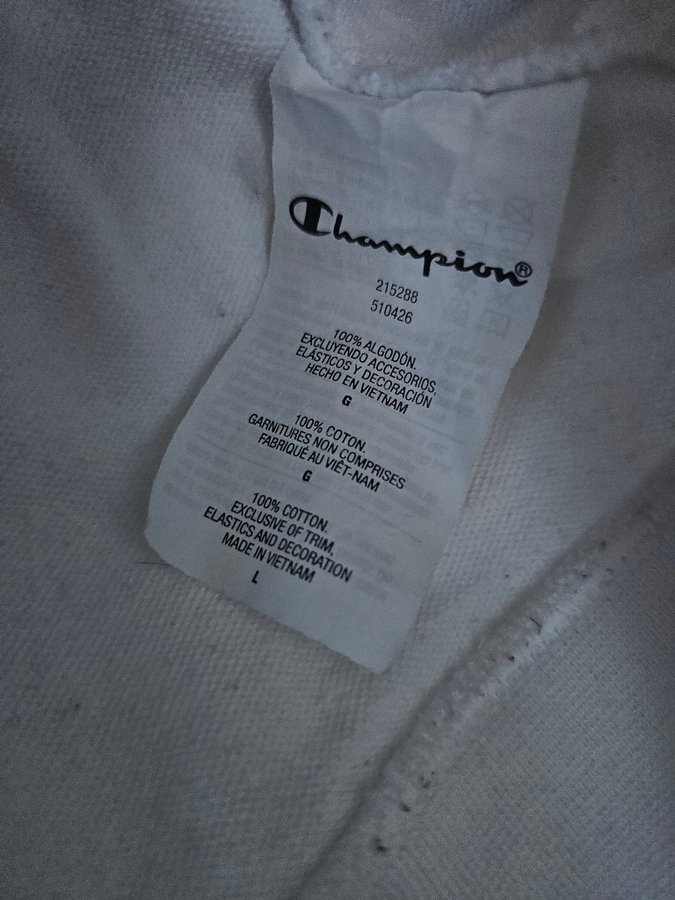 Champion®
215288
510426
100% ALGODÓN.
EXCLUYENDO ACCESORIOS,
ELÁSTICOS Y DECORACIÓN
HECHO EN VIETNAM
G
100% COTON.
GARNITURES NON COMPRISES
FABRIQUÉ AU VIÊT-NAM
G
100% COTTON.
EXCLUSIVE OF TRIM,
ELASTICS AND DECORATION
MADE IN VIETNAM
L